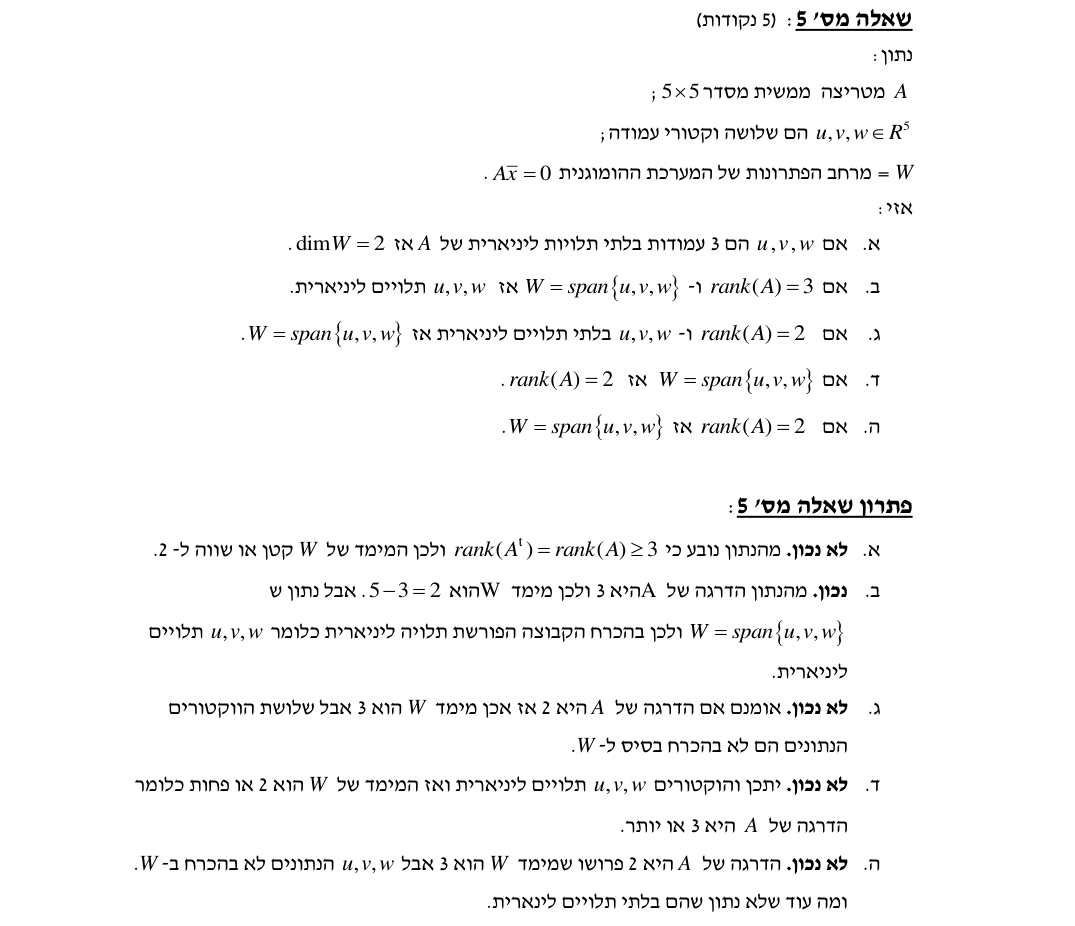 שאלה מס׳ 5 : (5 נקודות)
נתון :
A מטריצה ממשית מסדר 5×5 ;
u, v, w ∈ R⁵ הם שלושה וקטורי עמודה;
W = מרחב הפתרונות של המערכת ההומוגנית Ax̅ = 0 .
אזי :
א. אם u, v, w הם 3 עמודות בלתי תלויות ליניארית של A אז dim W = 2 .
ב. אם rank(A) = 3 ו- W = span{u, v, w} אז u, v, w תלויים ליניארית.
ג. אם rank(A) = 2 ו- u, v, w בלתי תלויים ליניארית אז W = span{u, v, w} .
ד. אם W = span{u, v, w} אז rank(A) = 2 .
ה. אם rank(A) = 2 אז W = span{u, v, w} .
פתרון שאלה מס׳ 5 :
א. לא נכון. מהנתון נובע כי rank(Aᵗ) = rank(A) ≥ 3 ולכן המימד של W קטן או שווה ל- 2.
ב. נכון. מהנתון הדרגה של A היא 3 ולכן מימד W הוא 5 − 3 = 2 . אבל נתון ש
W = span{u, v, w} ולכן בהכרח הקבוצה הפורשת תלויה ליניארית כלומר u, v, w תלויים
ליניארית.
ג. לא נכון. אומנם אם הדרגה של A היא 2 אז אכן מימד W הוא 3 אבל שלושת הווקטורים
הנתונים הם לא בהכרח בסיס ל- W.
ד. לא נכון. יתכן והוקטורים u, v, w תלויים ליניארית ואז המימד של W הוא 2 או פחות כלומר
הדרגה של A היא 3 או יותר.
ה. לא נכון. הדרגה של A היא 2 פרושו שמימד W הוא 3 אבל u, v, w הנתונים לא בהכרח ב- W.
ומה עוד שלא נתון שהם בלתי תלויים לינארית.